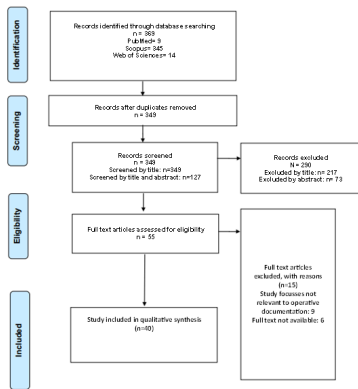 Identification
Records identified through database searching
n = 369
PubMed= 9
Scopus= 345
Web of Sciences= 14
Screening
Records after duplicates removed
n = 349
Records screened
n = 349
Screened by title: n=349
Screened by title and abstract: n=127
Records excluded
N = 290
Excluded by title: n= 217
Excluded by abstract: n= 73
Eligibility
Full text articles assessed for eligibility
n = 55
Full text articles
excluded, with reasons
(n=15)
Study focusses not
relevant to operative
documentation: 9
Full text not available: 6
Included
Study included in qualitative synthesis
(n=40)